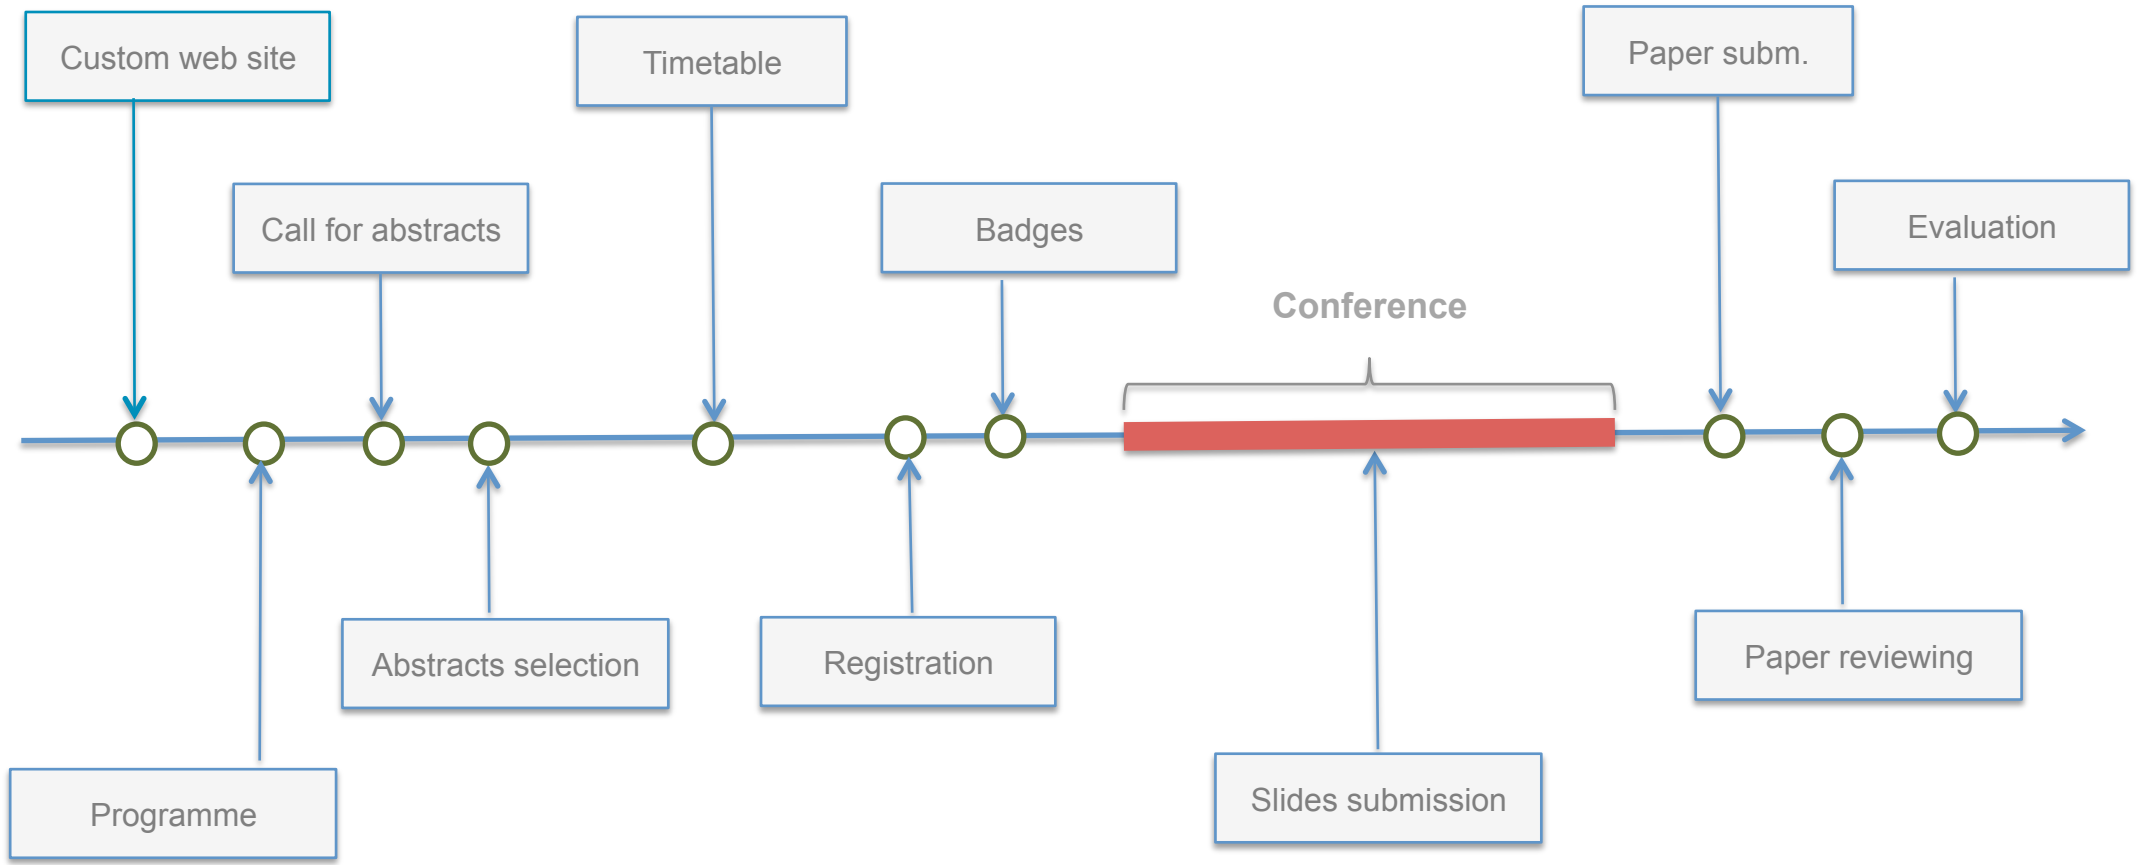 Custom web site
Timetable
Paper subm.
Call for abstracts
Badges
Evaluation
Conference
Abstracts selection
Registration
Paper reviewing
Programme
Slides submission